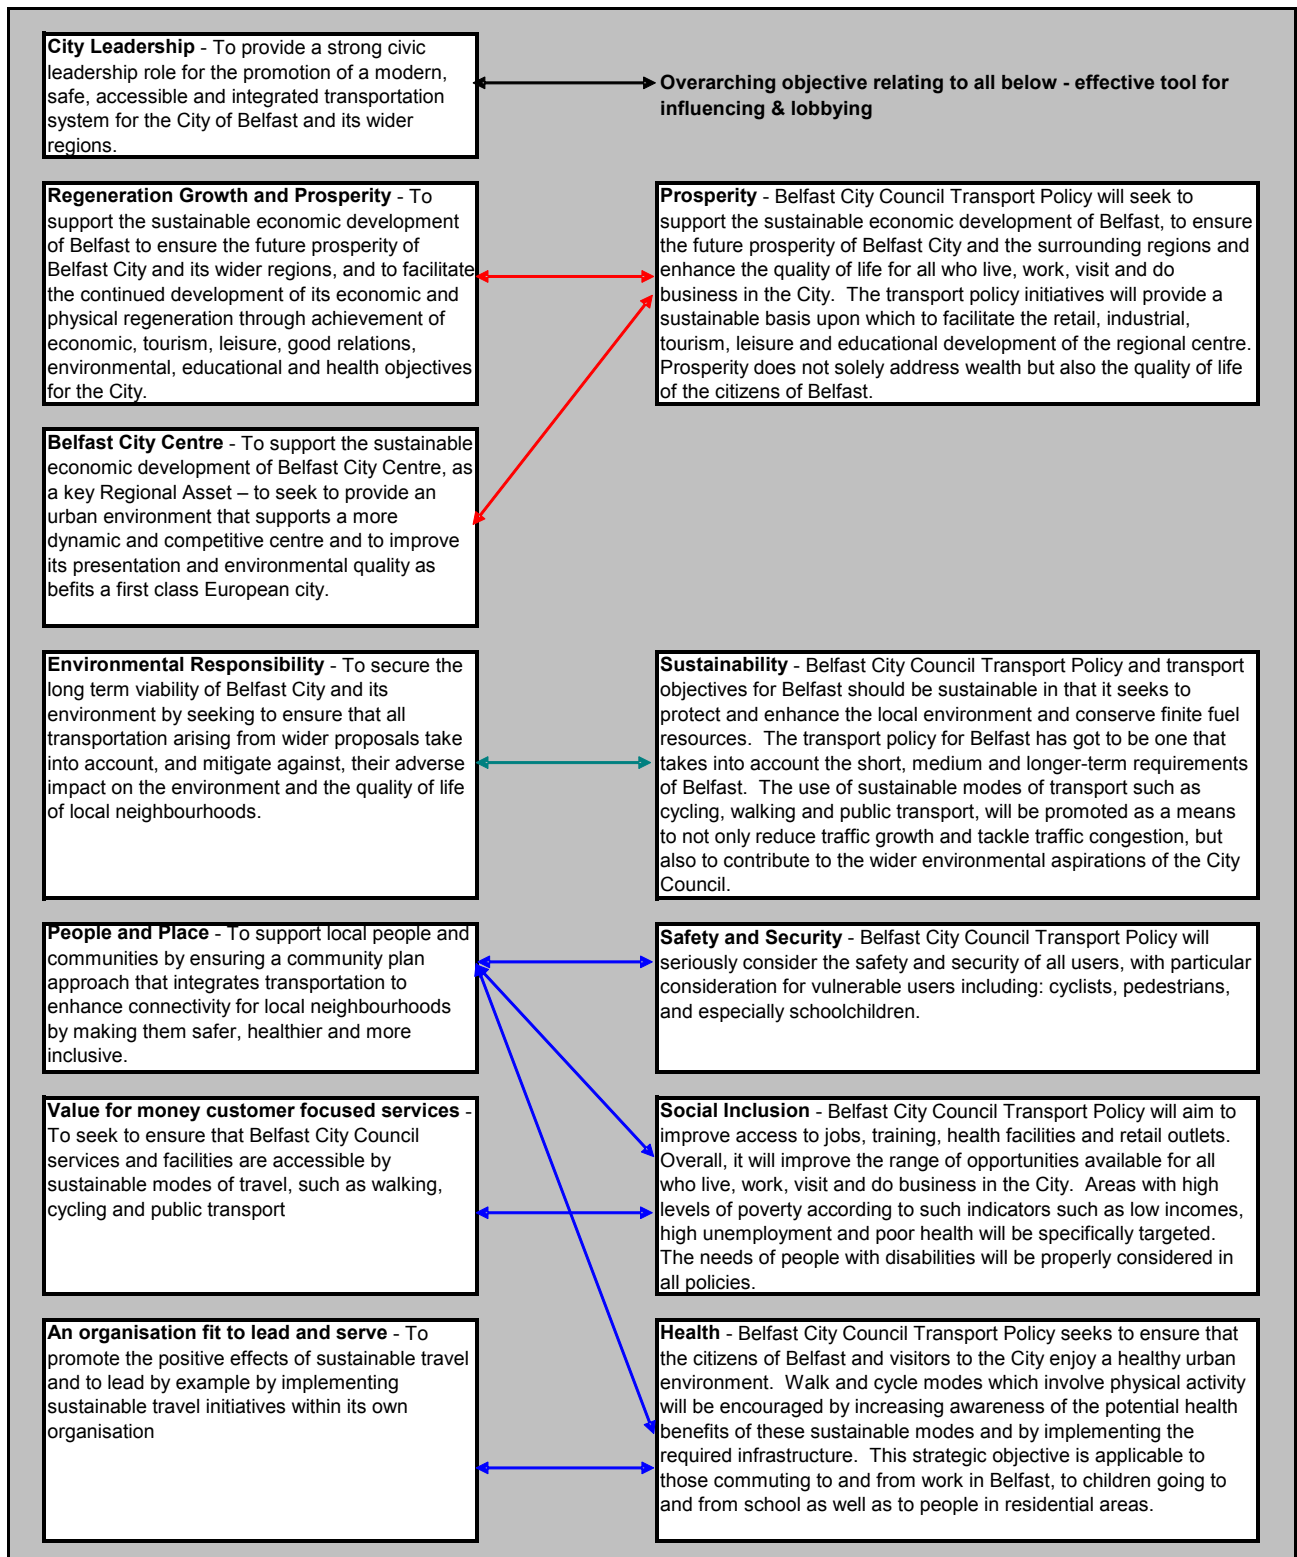 City Leadership - To provide a strong civic
leadership role for the promotion of a modern,
safe, accessible and integrated transportation
system for the City of Belfast and its wider
regions.
Overarching objective relating to all below - effective tool for
influencing & lobbying
Regeneration Growth and Prosperity - To
support the sustainable economic development
of Belfast to ensure the future prosperity of
Belfast City and its wider regions, and to facilitate
the continued development of its economic and
physical regeneration through achievement of
economic, tourism, leisure, good relations,
environmental, educational and health objectives
for the City.
Prosperity - Belfast City Council Transport Policy will seek to
support the sustainable economic development of Belfast, to ensure
the future prosperity of Belfast City and the surrounding regions and
enhance the quality of life for all who live, work, visit and do
business in the City. The transport policy initiatives will provide a
sustainable basis upon which to facilitate the retail, industrial,
tourism, leisure and educational development of the regional centre.
Prosperity does not solely address wealth but also the quality of life
of the citizens of Belfast.
Belfast City Centre - To support the sustainable
economic development of Belfast City Centre, as
a key Regional Asset – to seek to provide an
urban environment that supports a more
dynamic and competitive centre and to improve
its presentation and environmental quality as
befits a first class European city.
Environmental Responsibility - To secure the
long term viability of Belfast City and its
environment by seeking to ensure that all
transportation arising from wider proposals take
into account, and mitigate against, their adverse
impact on the environment and the quality of life
of local neighbourhoods.
Sustainability - Belfast City Council Transport Policy and transport
objectives for Belfast should be sustainable in that it seeks to
protect and enhance the local environment and conserve finite fuel
resources. The transport policy for Belfast has got to be one that
takes into account the short, medium and longer-term requirements
of Belfast. The use of sustainable modes of transport such as
cycling, walking and public transport, will be promoted as a means
to not only reduce traffic growth and tackle traffic congestion, but
also to contribute to the wider environmental aspirations of the City
Council.
People and Place - To support local people and
communities by ensuring a community plan
approach that integrates transportation to
enhance connectivity for local neighbourhoods
by making them safer, healthier and more
inclusive.
Safety and Security - Belfast City Council Transport Policy will
seriously consider the safety and security of all users, with particular
consideration for vulnerable users including: cyclists, pedestrians,
and especially schoolchildren.
Value for money customer focused services -
To seek to ensure that Belfast City Council
services and facilities are accessible by
sustainable modes of travel, such as walking,
cycling and public transport
Social Inclusion - Belfast City Council Transport Policy will aim to
improve access to jobs, training, health facilities and retail outlets.
Overall, it will improve the range of opportunities available for all
who live, work, visit and do business in the City. Areas with high
levels of poverty according to such indicators such as low incomes,
high unemployment and poor health will be specifically targeted.
The needs of people with disabilities will be properly considered in
all policies.
An organisation fit to lead and serve - To
promote the positive effects of sustainable travel
and to lead by example by implementing
sustainable travel initiatives within its own
organisation
Health - Belfast City Council Transport Policy seeks to ensure that
the citizens of Belfast and visitors to the City enjoy a healthy urban
environment. Walk and cycle modes which involve physical activity
will be encouraged by increasing awareness of the potential health
benefits of these sustainable modes and by implementing the
required infrastructure. This strategic objective is applicable to
those commuting to and from work in Belfast, to children going to
and from school as well as to people in residential areas.